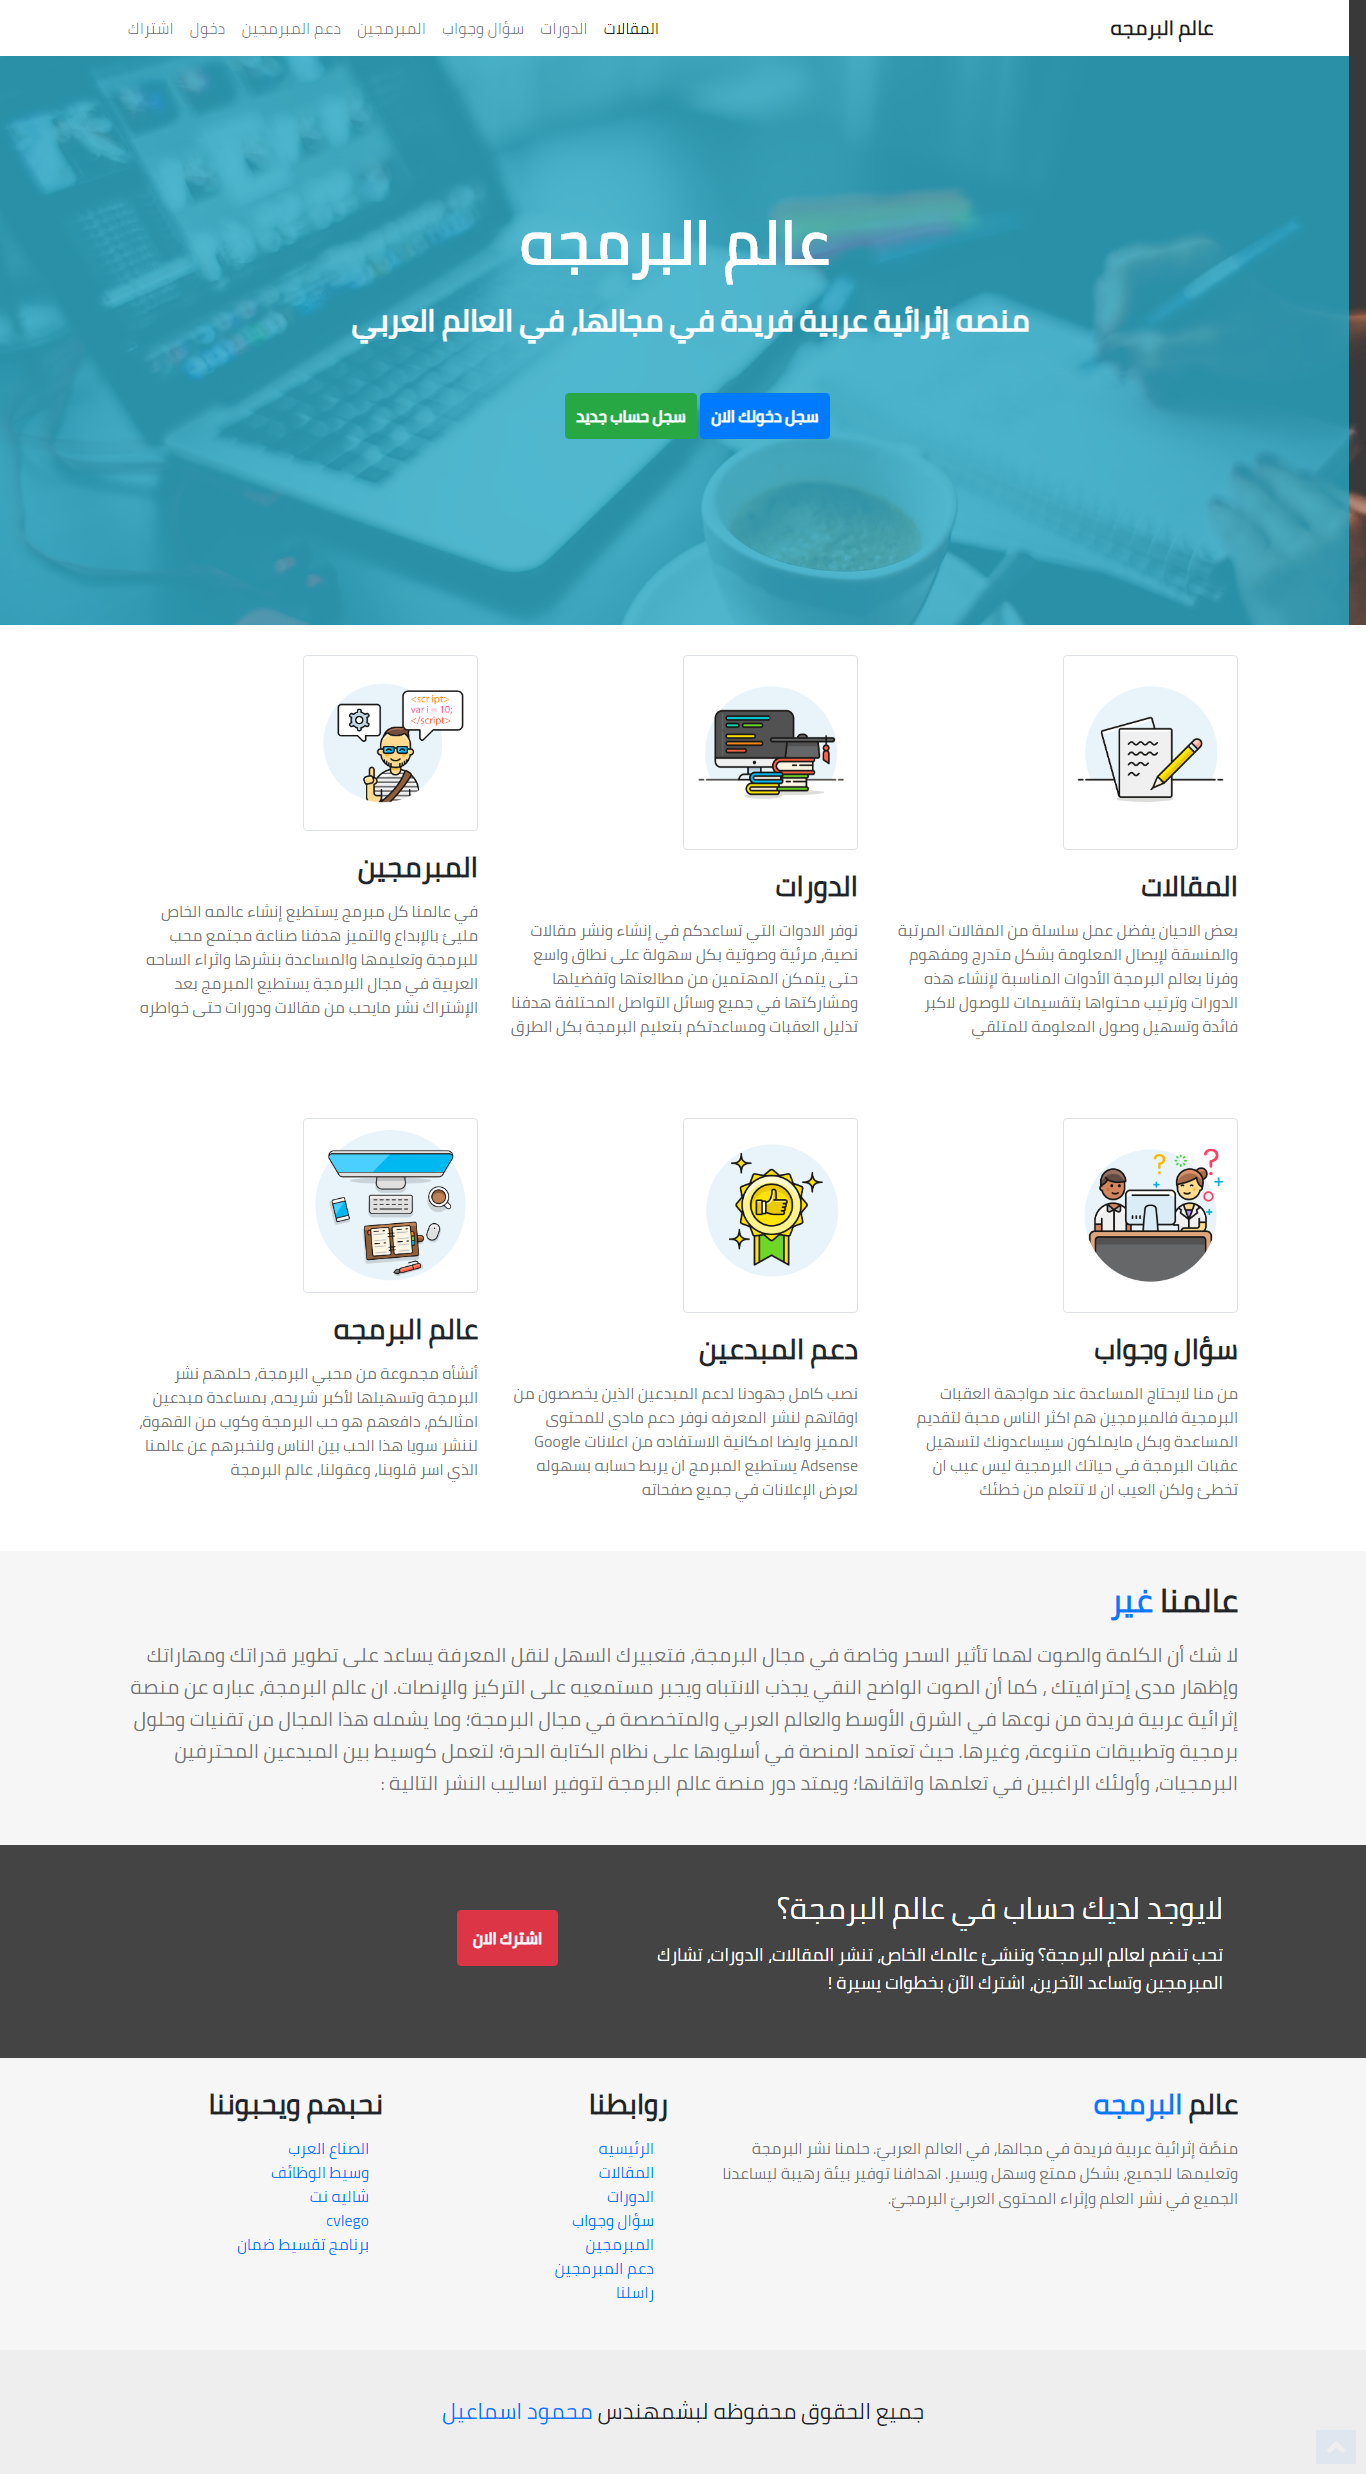 عالم البرمجه
المقالات الدورات سؤال وجواب المبرمجين دعم المبرمجين دخول اشتراك
عالم البرمجه
منصه إثرائية عربية فريدة في مجالها، في العالم العربي
سجل دخولك الان
سجل حساب جديد
المقالات
بعض الاحيان يفضل عمل سلسلة من المقالات المرتبة
والمنسقة لإيصال المعلومة بشكل متدرج ومفهوم
وفرنا بعالم البرمجة الأدوات المناسبة لإنشاء هذه
الدورات وترتيب محتواها بتقسيمات للوصول لاكبر
فائدة وتسهيل وصول المعلومة للمتلقي
الدورات
نوفر الادوات التي تساعدكم في إنشاء ونشر مقالات
نصية، مرئية وصوتية بكل سهولة على نطاق واسع
حتى يتمكن المهتمين من مطالعتها وتفضيلها
ومشاركتها في جميع وسائل التواصل المختلفة هدفنا
تذليل العقبات ومساعدتكم بتعليم البرمجة بكل الطرق
<scr ipt>
var i = 10;
</script>
المبرمجين
في عالمنا كل مبرمج يستطيع إنشاء عالمه الخاص
مليئ بالإبداع والتميز هدفنا صناعة مجتمع محب
للبرمجة وتعليمها والمساعدة بنشرها واثراء الساحه
العربية في مجال البرمجة يستطيع المبرمج بعد
الإشتراك نشر مايحب من مقالات ودورات حتى خواطره
سؤال وجواب
من منا لايحتاج المساعدة عند مواجهة العقبات
البرمجية فالمبرمجين هم اكثر الناس محبة لتقديم
المساعدة وبكل مايملكون سيساعدونك لتسهيل
عقبات البرمجة في حياتك البرمجية ليس عيب ان
تخطئ ولكن العيب ان لا تتعلم من خطئك
دعم المبدعين
نصب كامل جهودنا لدعم المبدعين الذين يخصصون من
اوقاتهم لنشر المعرفه نوفر دعم مادي للمحتوى
المميز وايضا امكانية الاستفاده من اعلانات Google
Adsense يستطيع المبرمج ان يربط حسابه بسهوله
لعرض الإعلانات في جميع صفحاته
عالم البرمجه
أنشأه مجموعة من محبي البرمجة، حلمهم نشر
البرمجة وتسهيلها لأكبر شريحه، بمساعدة مبدعين
امثالكم، دافعهم هو حب البرمجة وكوب من القهوة،
لننشر سويا هذا الحب بين الناس ولنخبرهم عن عالمنا
الذي اسر قلوبنا، وعقولنا، عالم البرمجة
عالمنا غير
لا شك أن الكلمة والصوت لهما تأثير السحر وخاصة في مجال البرمجة، فتعبيرك السهل لنقل المعرفة يساعد على تطوير قدراتك ومهاراتك
وإظهار مدى إحترافيتك ، كما أن الصوت الواضح النقي يجذب الانتباه ويجبر مستمعيه على التركيز والإنصات. ان عالم البرمجة، عباره عن منصة
إثرائية عربية فريدة من نوعها في الشرق الأوسط والعالم العربي والمتخصصة في مجال البرمجة؛ وما يشمله هذا المجال من تقنيات وحلول
برمجية وتطبيقات متنوعة، وغيرها. حيث تعتمد المنصة في أسلوبها على نظام الكتابة الحرة؛ لتعمل كوسيط بين المبدعين المحترفين
البرمجيات، وأولئك الراغبين في تعلمها واتقانها؛ ويمتد دور منصة عالم البرمجة لتوفير اساليب النشر التالية :
لايوجد لديك حساب في عالم البرمجة؟
تحب تنضم لعالم البرمجة؟ وتنشئ عالمك الخاص، تنشر المقالات، الدورات، تشارك
المبرمجين وتساعد الآخرين، اشترك الآن بخطوات يسيرة !
اشترك الان
عالم البرمجه
منصَّة إثرائية عربية فريدة في مجالها، في العالم العربيّ. حلمنا نشر البرمجة
وتعليمها للجميع، بشكل ممتع وسهل ويسير. اهدافنا توفير بيئة رهيبة ليساعدنا
الجميع في نشر العلم وإثراء المحتوى العربيّ البرمجيّ.
روابطنا
الرئيسيه
المقالات
الدورات
سؤال وجواب
المبرمجين
دعم المبرمجين
راسلنا
نحبهم ويحبوننا
الصناع العرب
وسيط الوظائف
شاليه نت
cvlego
برنامج تقسيط ضمان
جميع الحقوق محفوظه لبشمهندس محمود اسماعيل